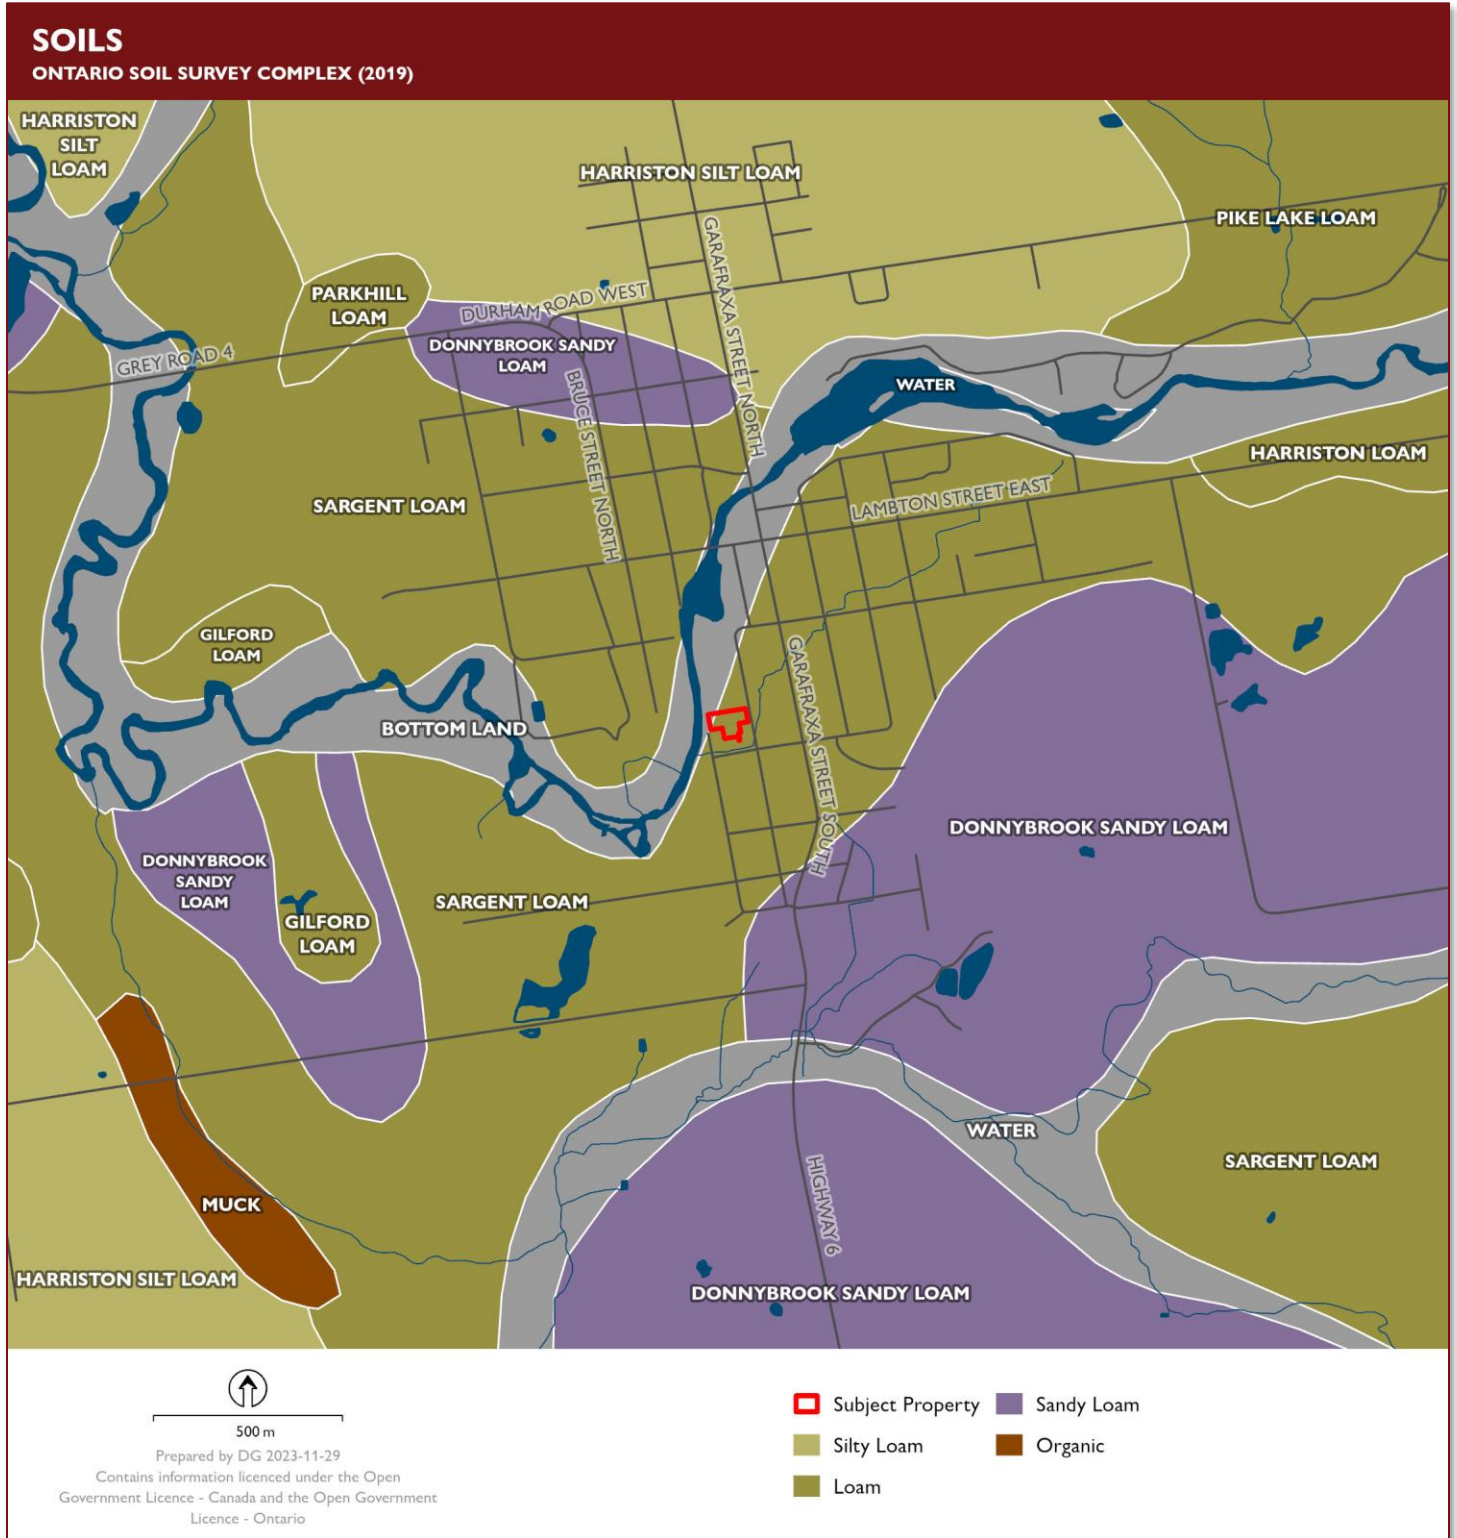 SOILS
ONTARIO SOIL SURVEY COMPLEX (2019)
HARRISTON
SILT
LOAM
HARRISTON SILT LOAM
PIKE LAKE LOAM
GARAFRAXA STREET NORTH
PARKHILL
LOAM
DURHAM ROAD WEST
DONNYBROOK SANDY
LOAM
GREY ROAD 4
BRUCE STREET NORTH
WATER
HARRISTON LOAM
LAMBTON STREET EAST
SARGENT LOAM
GILFORD
LOAM
BOTTOM LAND
GARAFRAXA STREET SOUTH
DONNYBROOK SANDY LOAM
DONNYBROOK
SANDY
LOAM
SARGENT LOAM
GILFORD
LOAM
WATER
SARGENT LOAM
MUCK
HIGHWAY 6
HARRISTON SILT LOAM
DONNYBROOK SANDY LOAM
500 m
Prepared by DG 2023-11-29
Contains information licenced under the Open
Government Licence - Canada and the Open Government
Licence - Ontario
Subject Property
Silty Loam
Loam
Sandy Loam
Organic